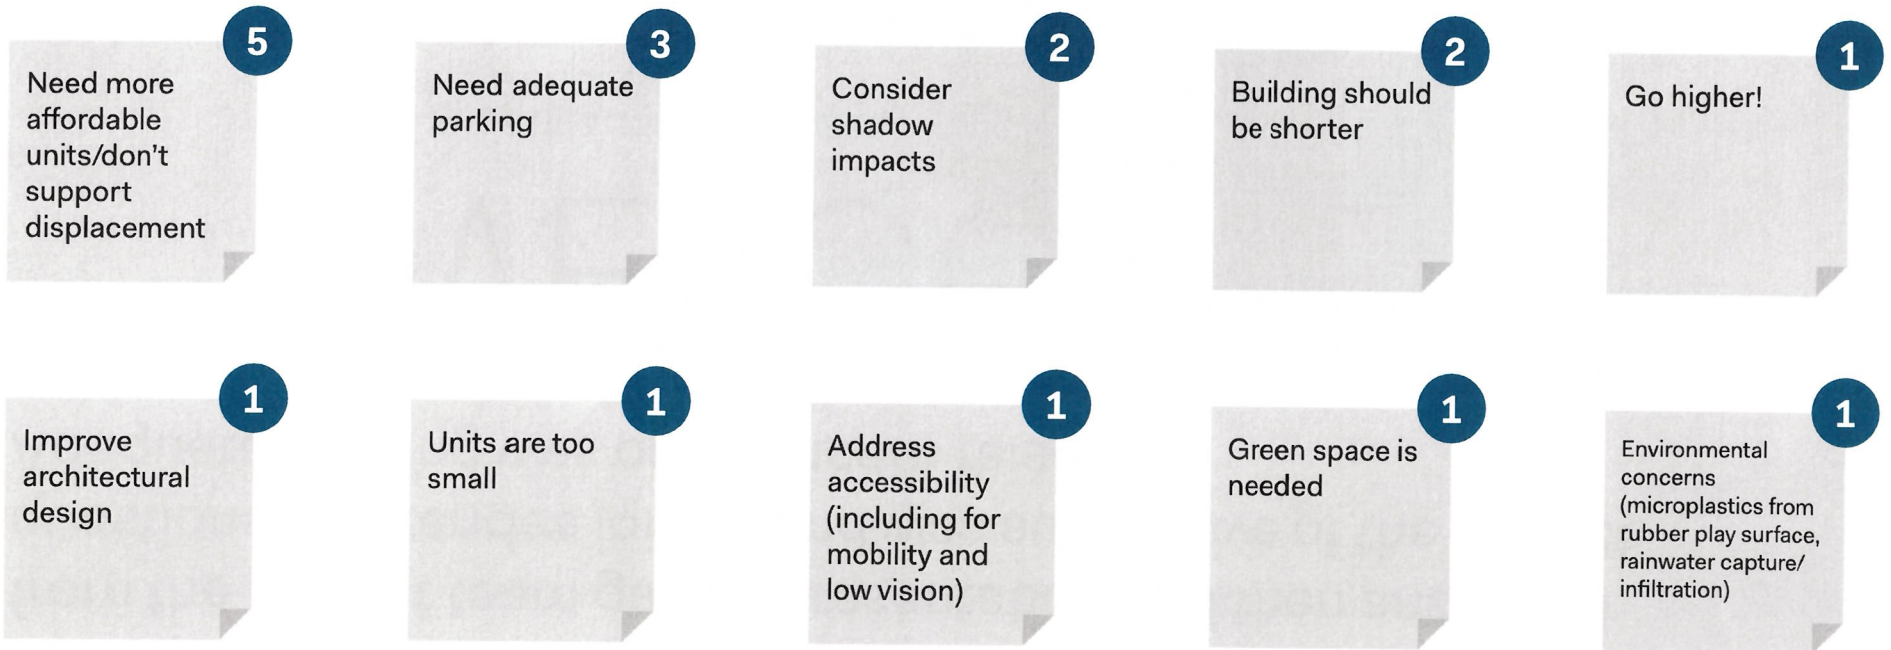 5
Need more
affordable
units/don't
support
displacement
3
Need adequate
parking
2
Consider
shadow
impacts
2
Building should
be shorter
1
Go higher!
1
Improve
architectural
design
1
Units are too
small
1
Address
accessibility
(including for
mobility and
low vision)
1
Green space is
needed
1
Environmental
concerns
(microplastics from
rubber play surface,
rainwater capture/
infiltration)